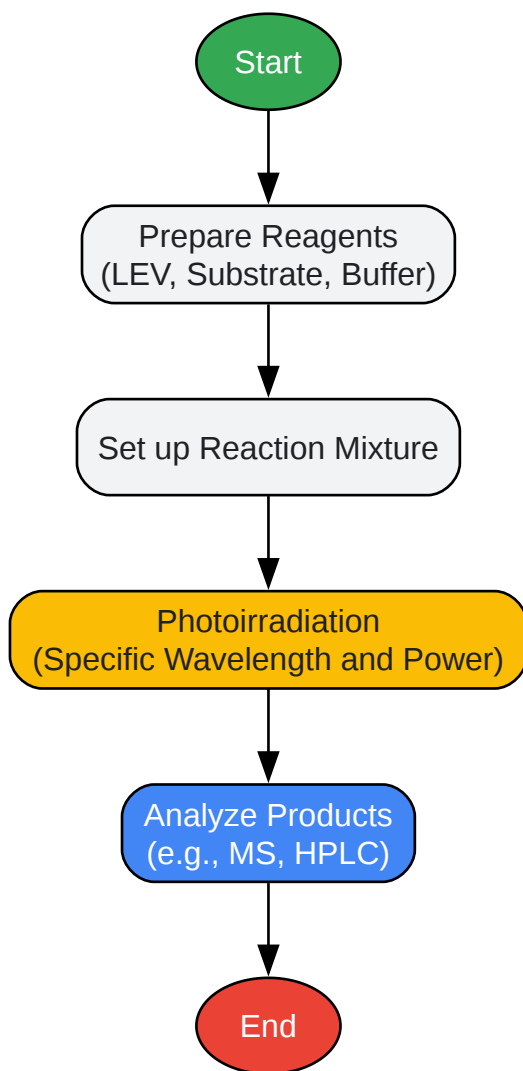 Start
Prepare Reagents
(LEV, Substrate, Buffer)
Set up Reaction Mixture
Photoirradiation
(Specific Wavelength and Power)
Analyze Products
(e.g., MS, HPLC)
End